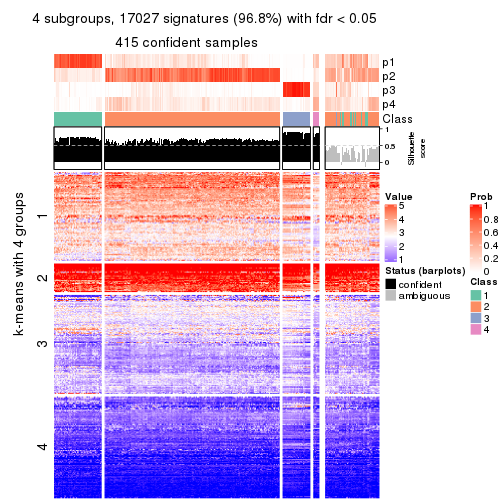 4 subgroups, 17027 signatures (96.8%) with fdr < 0.05
415 confident samples
p1
p2
p3
p4
Class
1
0.5
0
Silhouette
score
k-means with 4 groups
1
2
3
4
Value
5
4
3
2
1
Status (barplots)
confident
ambiguous
Prob
1
0.8
0.6
0.4
0.2
0
Class
1
2
3
4